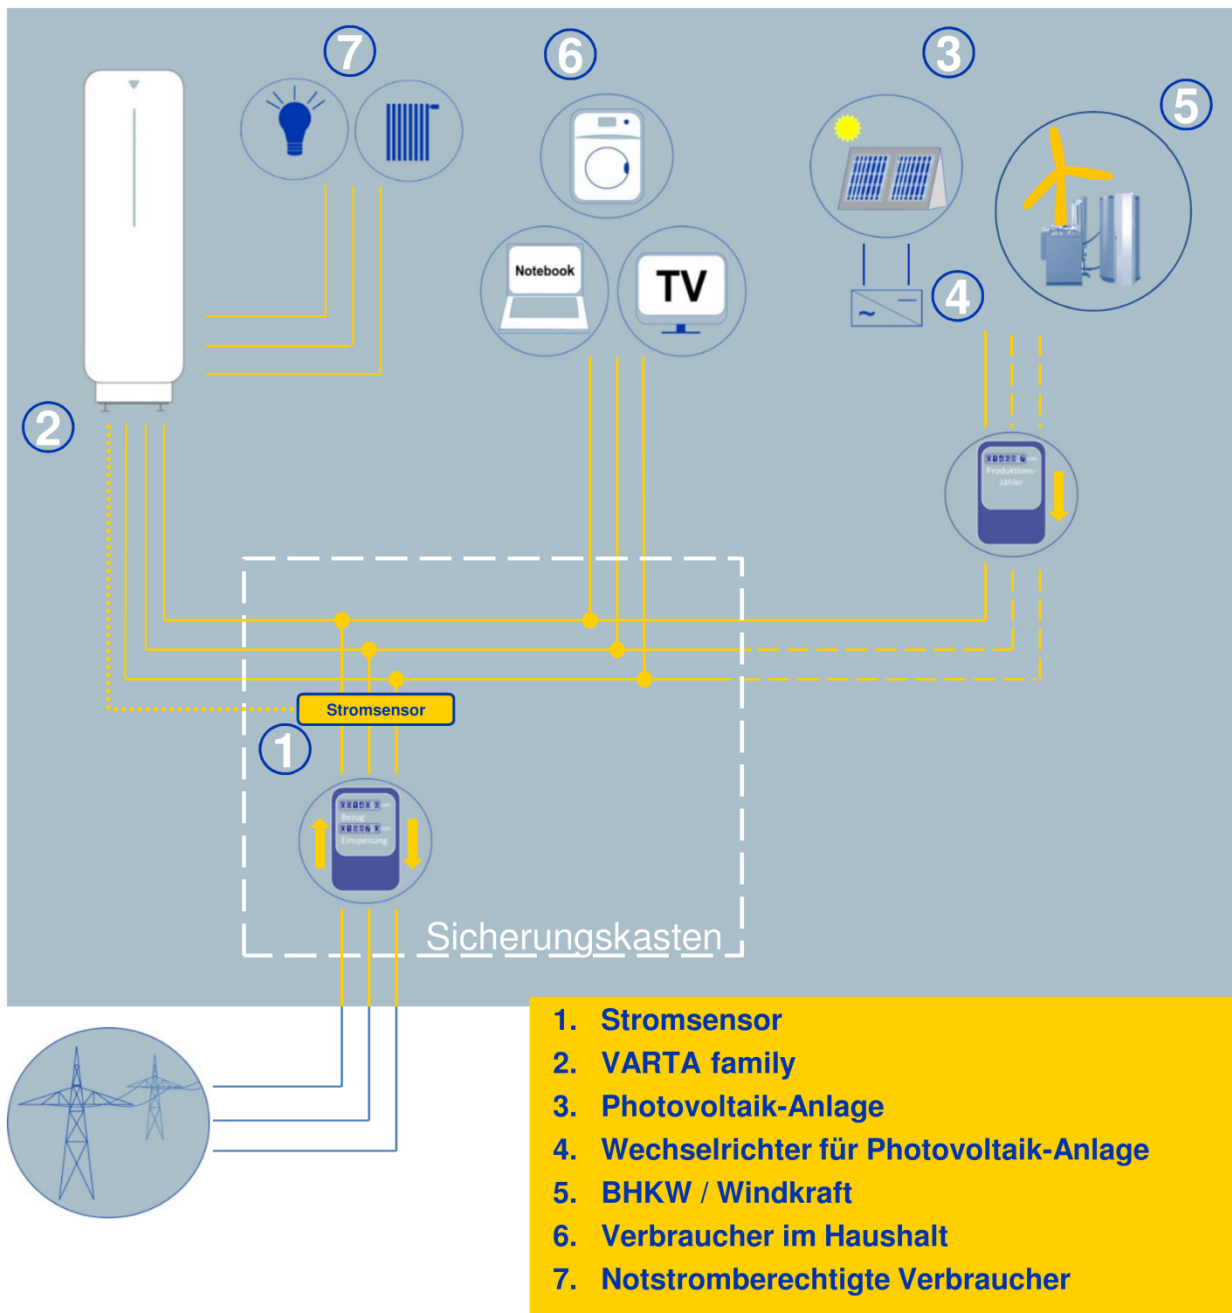 7
6
3
5
Notebook
TV
4
2
Produktions-
zähler
Stromsensor
1
Bezug
Einspeisung
Sicherungskasten
1. Stromsensor
2. VARTA family
3. Photovoltaik-Anlage
4. Wechselrichter für Photovoltaik-Anlage
5. BHKW / Windkraft
6. Verbraucher im Haushalt
7. Notstromberechtigte Verbraucher